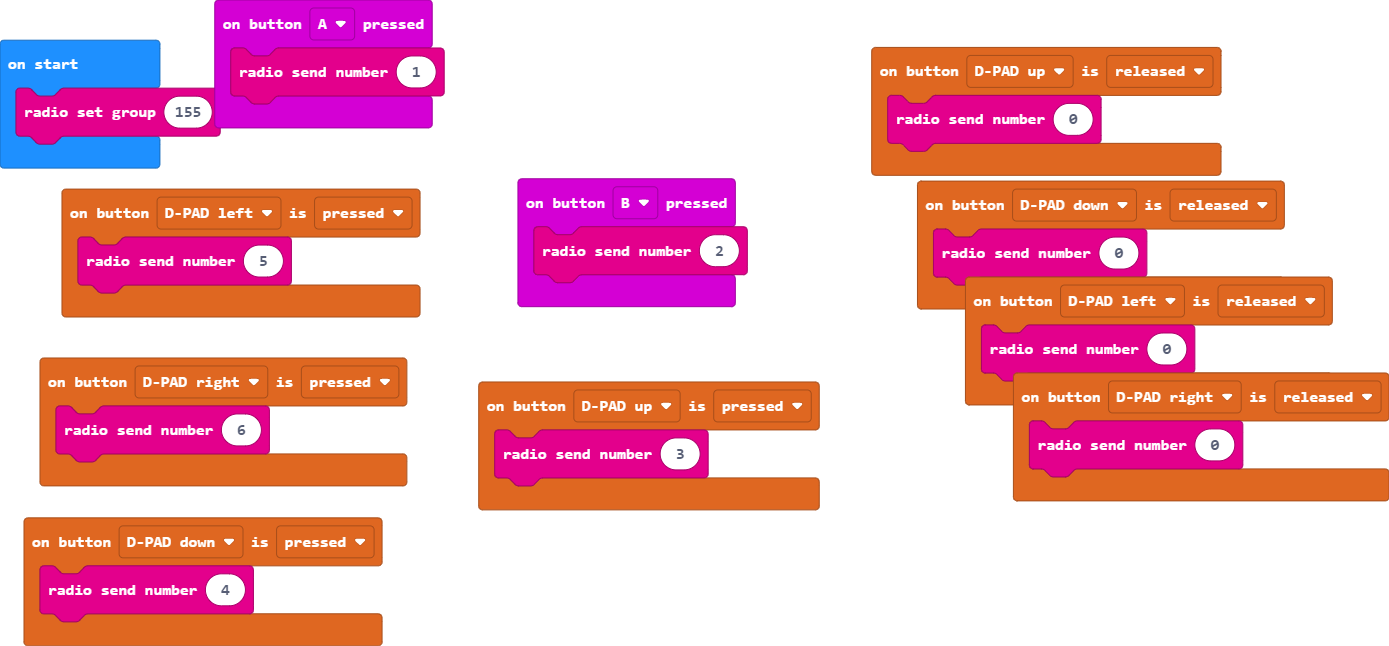 on start
radio set group 155
on button A pressed
radio send number 1
on button D-PAD left is pressed
radio send number 5
on button D-PAD right is pressed
radio send number 6
on button D-PAD down is pressed
radio send number 4
on button B pressed
radio send number 2
on button D-PAD up is pressed
radio send number 3
on button D-PAD up is released
radio send number 0
on button D-PAD down is released
radio send number 0
on button D-PAD left is released
radio send number 0
on button D-PAD right is released
radio send number 0